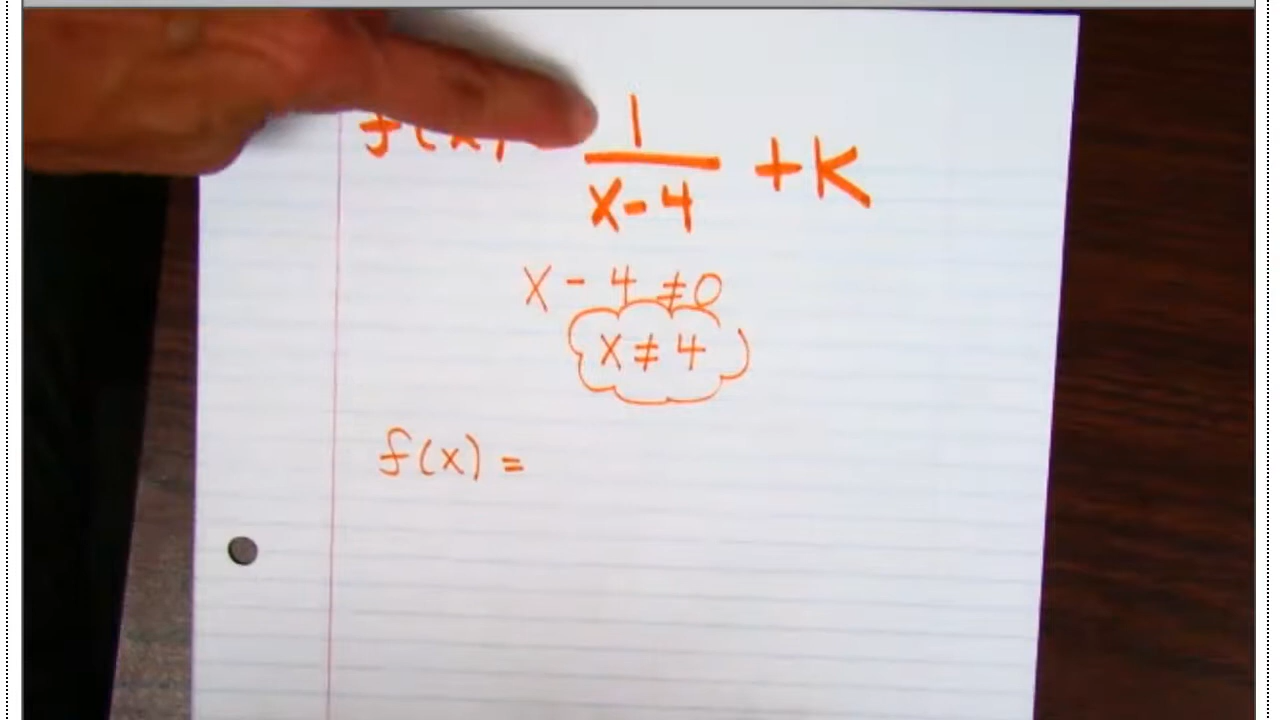 f(x) 1/(x-4) + K
x - 4 ≠ 0
x ≠ 4
f(x) =